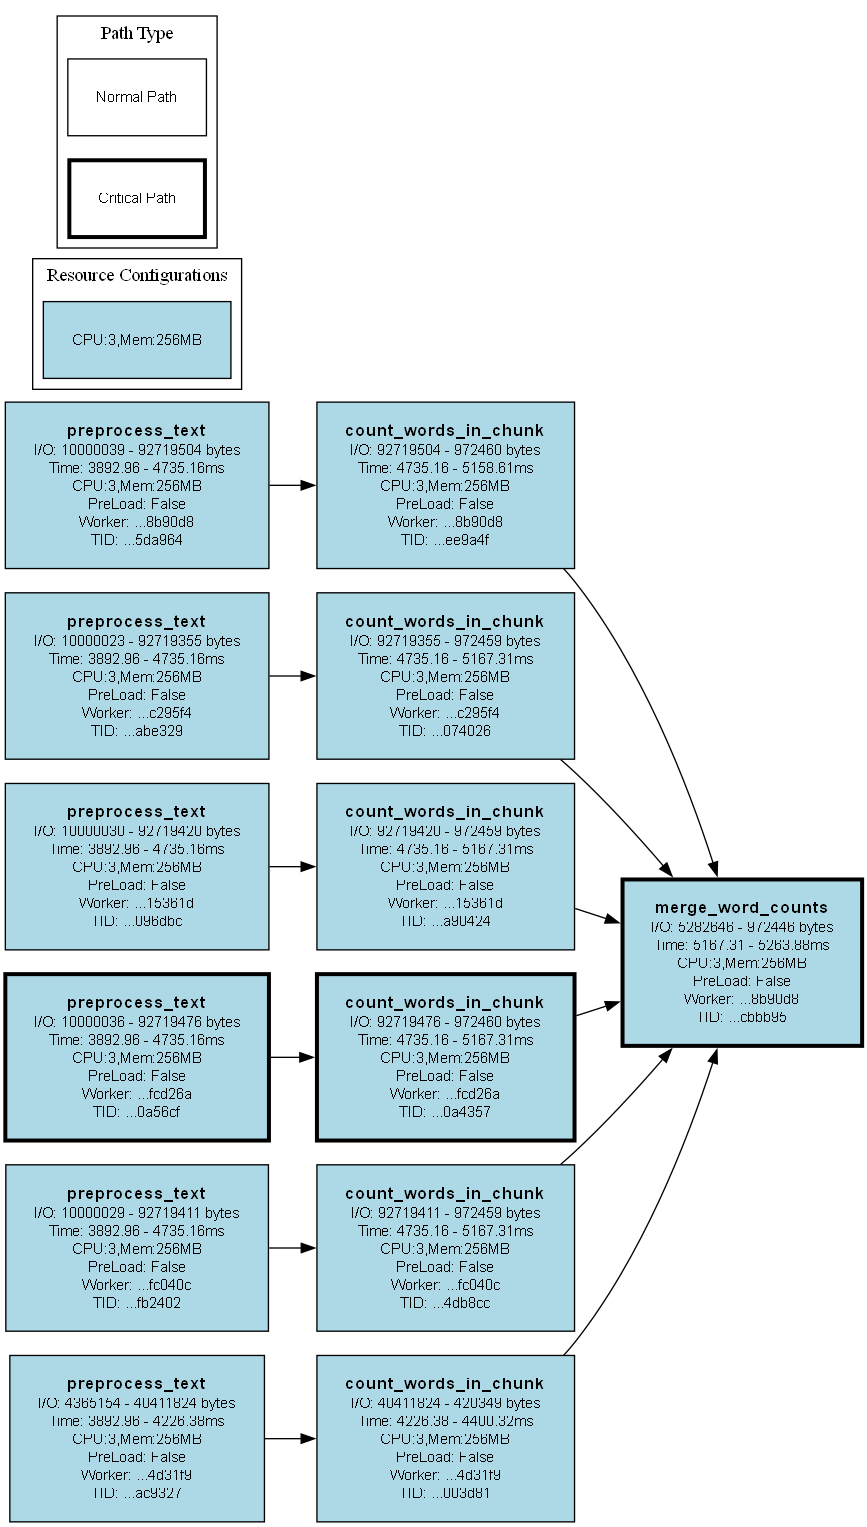 Path Type
Normal Path
Critical Path
Resource Configurations
CPU:3,Mem:256MB
preprocess_text
I/O: 10000039 - 92719504 bytes
Time: 3892.96 - 4735.16ms
CPU:3,Mem:256MB
PreLoad: False
Worker: ...8b90d8
TID: ...5da964
count_words_in_chunk
I/O: 92719504 - 972460 bytes
Time: 4735.16 - 5158.61ms
CPU:3,Mem:256MB
PreLoad: False
Worker: ...8b90d8
TID: ...ee9a4f
preprocess_text
I/O: 10000023 - 92719355 bytes
Time: 3892.96 - 4735.16ms
CPU:3,Mem:256MB
PreLoad: False
Worker: ...c295f4
TID: ...abe329
count_words_in_chunk
I/O: 92719355 - 972459 bytes
Time: 4735.16 - 5167.31ms
CPU:3,Mem:256MB
PreLoad: False
Worker: ...c295f4
TID: ...074026
preprocess_text
I/O: 10000030 - 92719420 bytes
Time: 3892.96 - 4735.16ms
CPU:3,Mem:256MB
PreLoad: False
Worker: ...15361d
TID: ...096dbc
count_words_in_chunk
I/O: 92719420 - 972459 bytes
Time: 4735.16 - 5167.31ms
CPU:3,Mem:256MB
PreLoad: False
Worker: ...15361d
TID: ...a90424
merge_word_counts
I/O: 5282646 - 972446 bytes
Time: 5167.31 - 5263.88ms
CPU:3,Mem:256MB
PreLoad: False
Worker: ...8b90d8
TID: ...cbbb95
preprocess_text
I/O: 10000036 - 92719476 bytes
Time: 3892.96 - 4735.16ms
CPU:3,Mem:256MB
PreLoad: False
Worker: ...fcd26a
TID: ...0a56cf
count_words_in_chunk
I/O: 92719476 - 972460 bytes
Time: 4735.16 - 5167.31ms
CPU:3,Mem:256MB
PreLoad: False
Worker: ...fcd26a
TID: ...0a4357
preprocess_text
I/O: 10000029 - 92719411 bytes
Time: 3892.96 - 4735.16ms
CPU:3,Mem:256MB
PreLoad: False
Worker: ...fc040c
TID: ...fb2402
count_words_in_chunk
I/O: 92719411 - 972459 bytes
Time: 4735.16 - 5167.31ms
CPU:3,Mem:256MB
PreLoad: False
Worker: ...fc040c
TID: ...4db8cc
preprocess_text
I/O: 4365154 - 40411824 bytes
Time: 3892.96 - 4226.38ms
CPU:3,Mem:256MB
PreLoad: False
Worker: ...4d31f9
TID: ...ac9327
count_words_in_chunk
I/O: 40411824 - 420349 bytes
Time: 4226.38 - 4400.32ms
CPU:3,Mem:256MB
PreLoad: False
Worker: ...4d31f9
TID: ...003d81